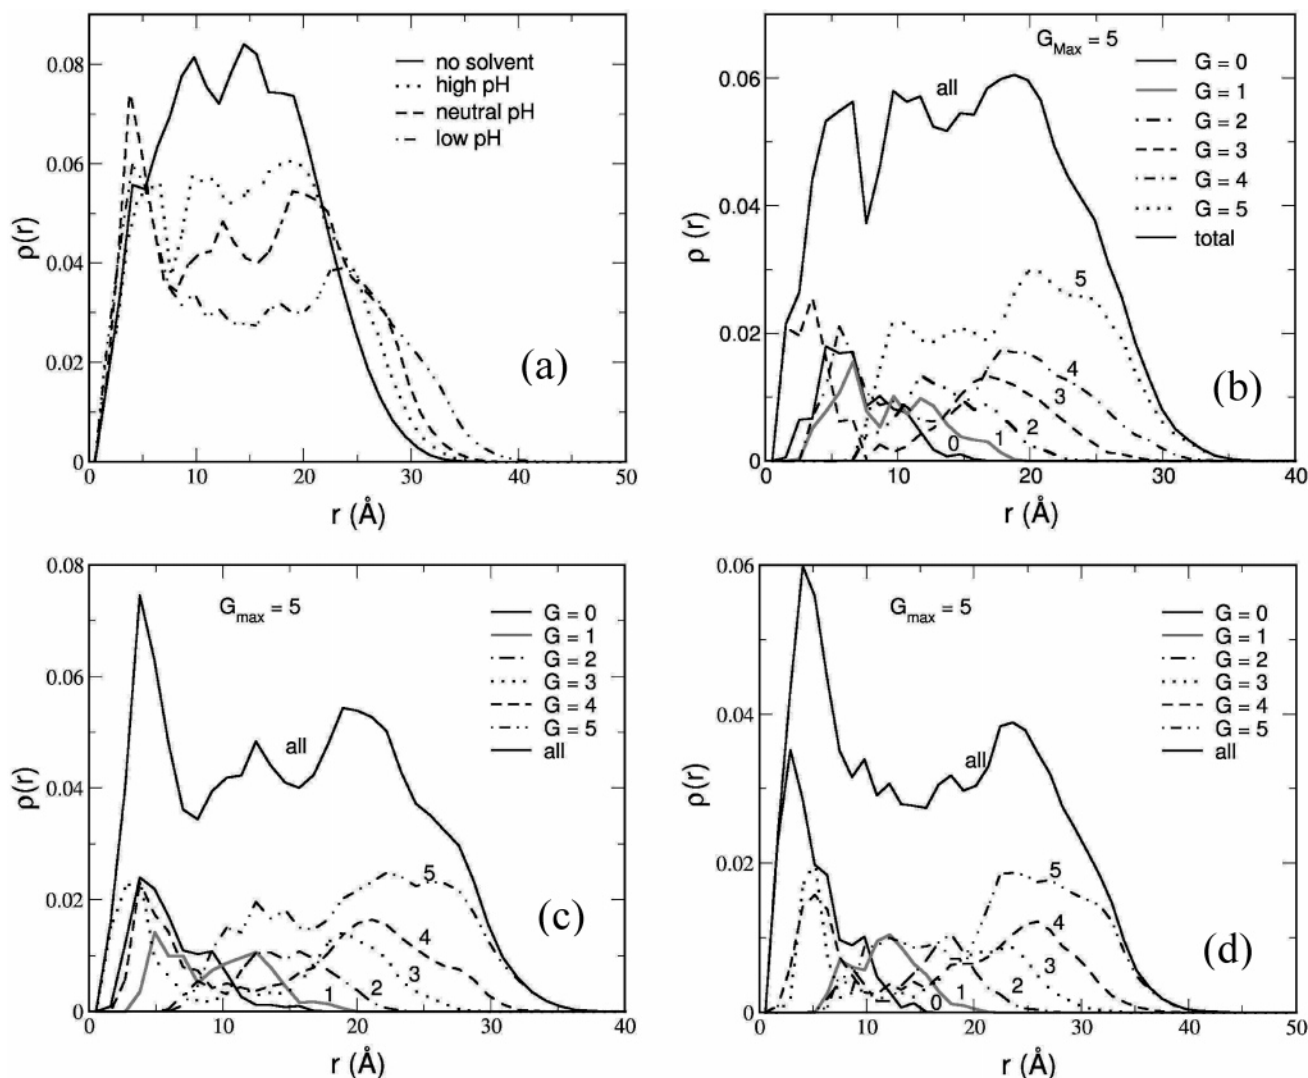 0.08
0.06
0.04
0.02
0
ρ(r)
no solvent
high pH
neutral pH
low pH
(a)
0 10 20 30 40 50
r (Å)
0.06
0.04
0.02
0
ρ (r)
G_Max = 5
all
G = 0
G = 1
G = 2
G = 3
G = 4
G = 5
total
5
4
3
2
1
0
(b)
0 10 20 30 40
r (Å)
0.08
0.06
0.04
0.02
0
ρ(r)
G_max = 5
all
G = 0
G = 1
G = 2
G = 3
G = 4
G = 5
all
5
4
3
2
1
(c)
0 10 20 30 40
r (Å)
0.06
0.04
0.02
0
ρ(r)
G_max = 5
all
G = 0
G = 1
G = 2
G = 3
G = 4
G = 5
all
5
4
3
2
1
0
(d)
0 10 20 30 40 50
r (Å)